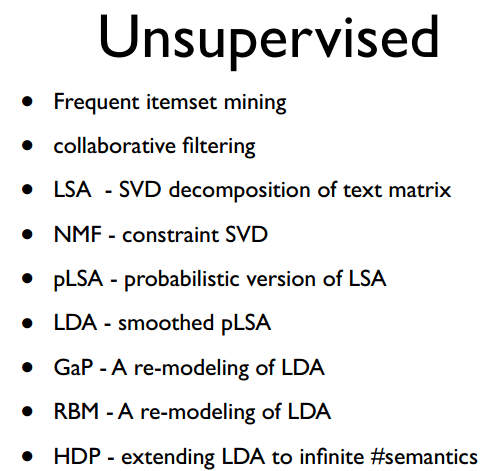 Unsupervised
• Frequent itemset mining
• collaborative filtering
• LSA - SVD decomposition of text matrix
• NMF - constraint SVD
• pLSA - probabilistic version of LSA
• LDA - smoothed pLSA
• GaP - A re-modeling of LDA
• RBM - A re-modeling of LDA
• HDP - extending LDA to infinite #semantics